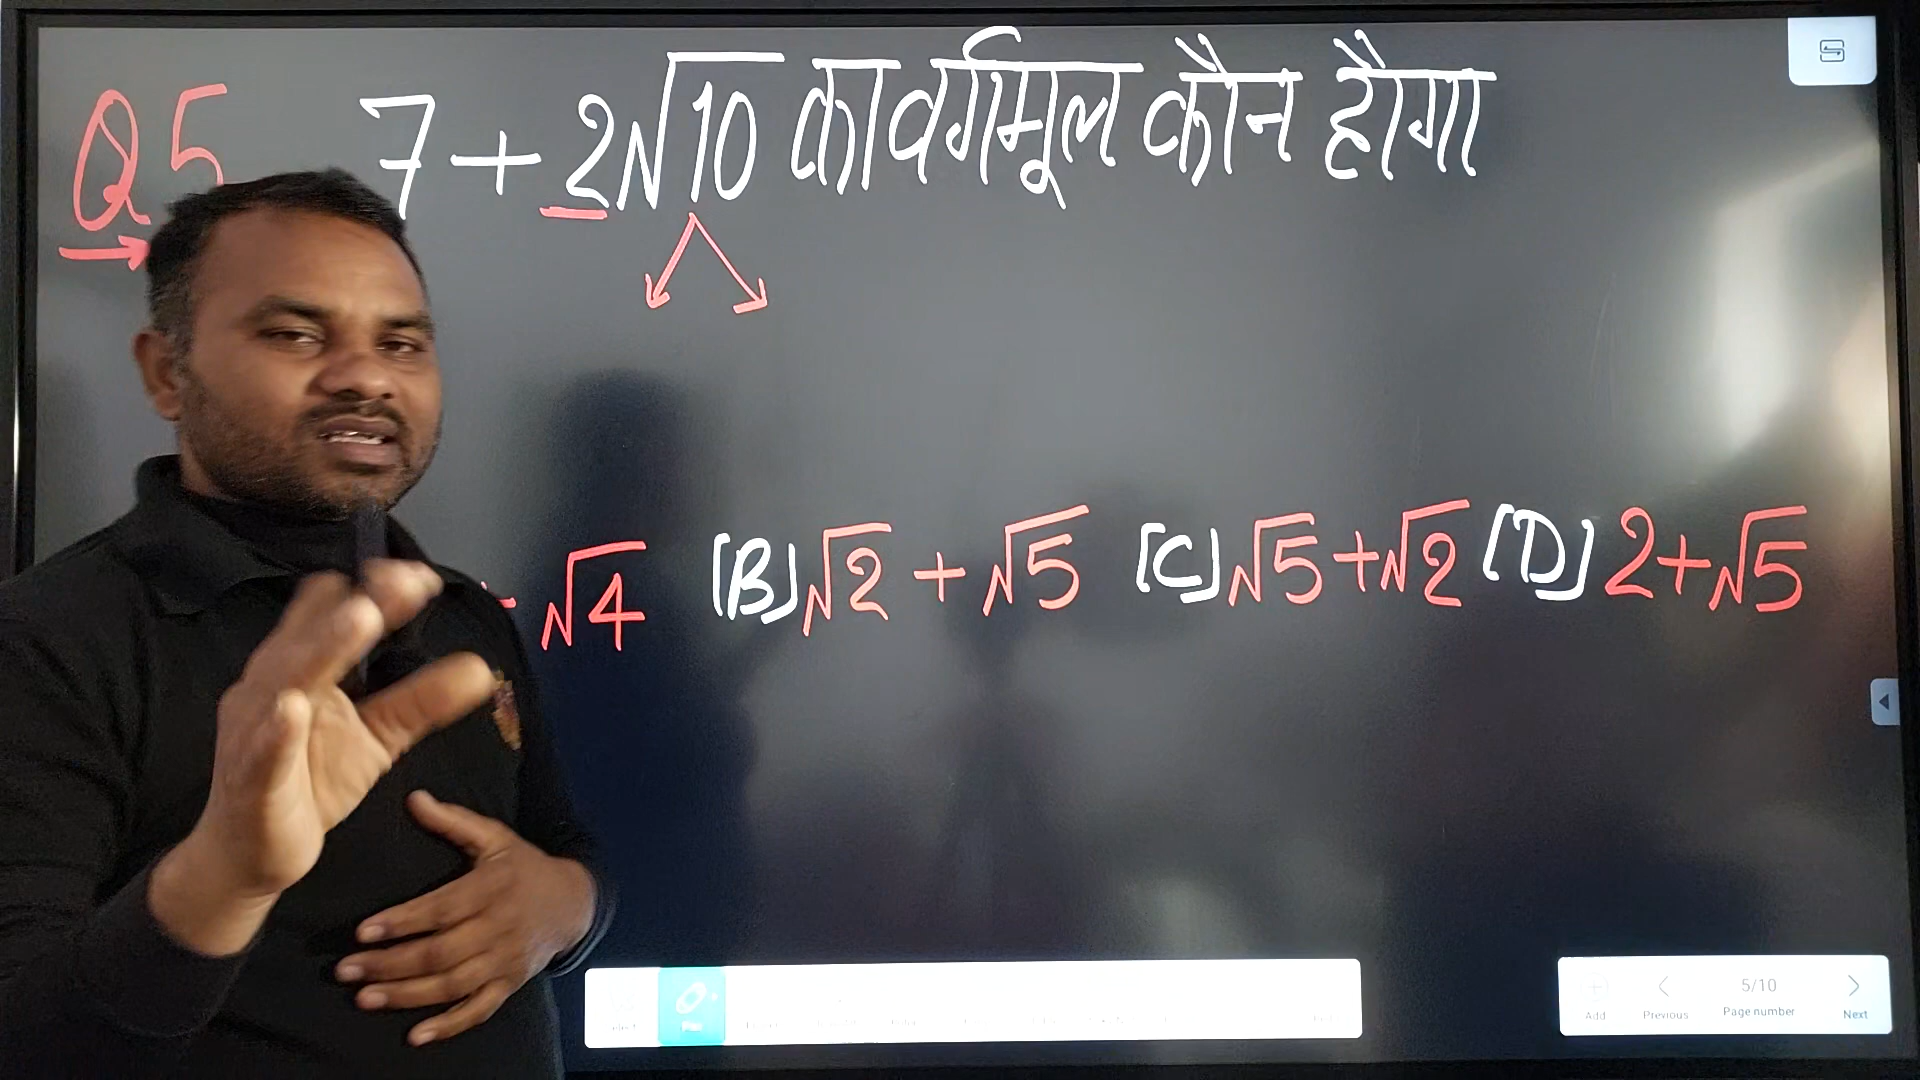 Q5 7 + 2√10 का वर्गमूल कौन होगा
√4 [B] √2 + √5 [C] √5 + √2 [D] 2 + √5
5/10
Add Previous Page number Next